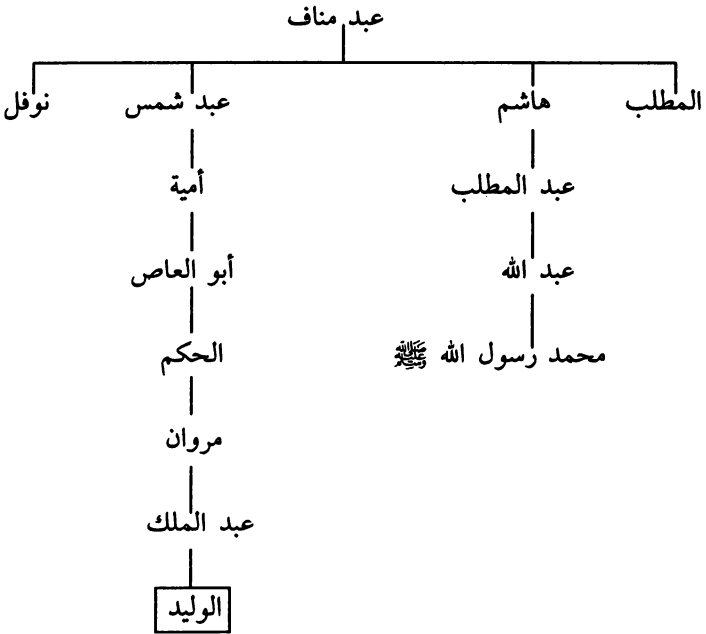 عبد مناف
المطلب هاشم عبد شمس نوفل
عبد المطلب أمية
عبد الله أبو العاص
محمد رسول الله ﷺ الحكم
مروان
عبد الملك
الوليد